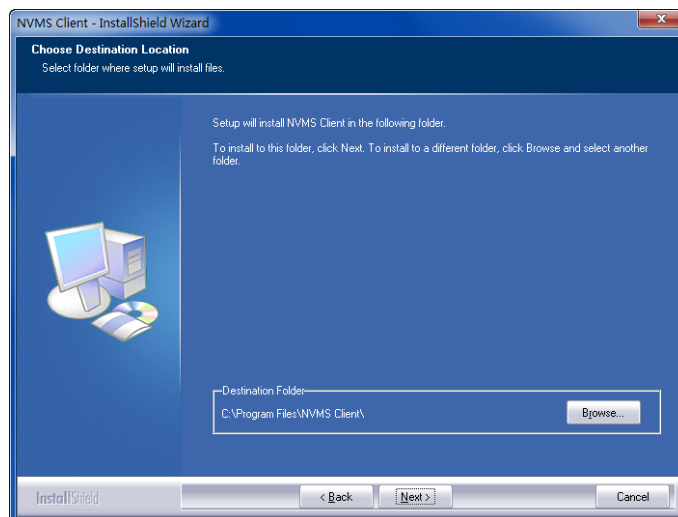 NVMS Client - InstallShield Wizard
Choose Destination Location
Select folder where setup will install files.
Setup will install NVMS Client in the following folder.
To install to this folder, click Next. To install to a different folder, click Browse and select another
folder.
Destination Folder
C:\Program Files\NVMS Client\
Browse...
InstallShield
< Back
Next >
Cancel